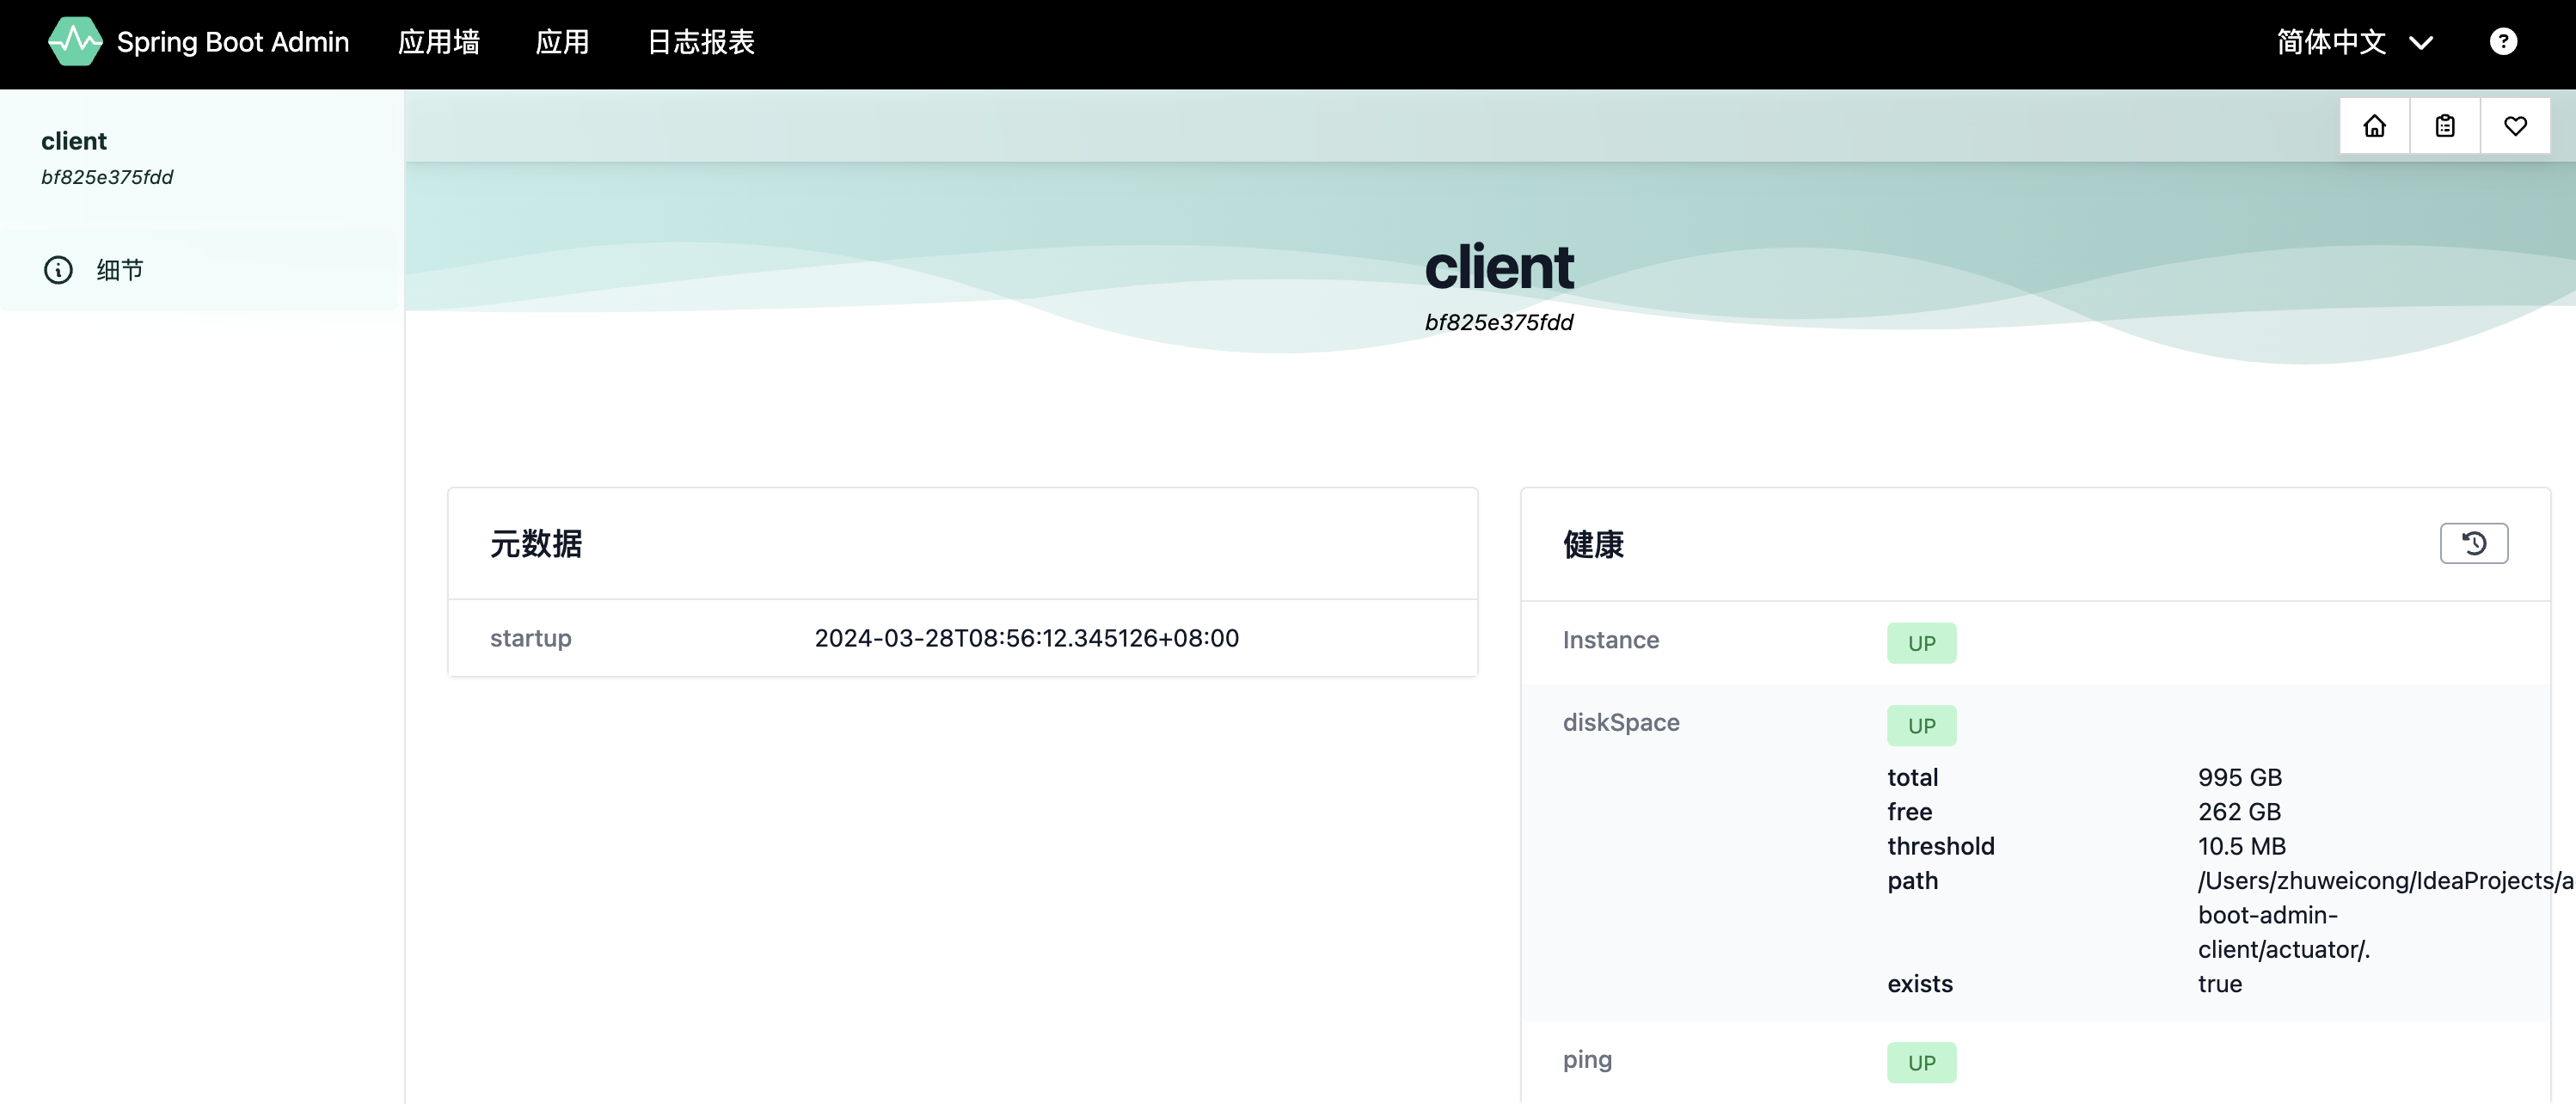 Spring Boot Admin 应用墙 应用 日志报表 简体中文
client
bf825e375fdd
细节
client
bf825e375fdd
元数据
startup 2024-03-28T08:56:12.345126+08:00
健康
Instance UP
diskSpace UP
total 995 GB
free 262 GB
threshold 10.5 MB
path /Users/zhuweicong/IdeaProjects/a
boot-admin-
client/actuator/.
exists true
ping UP